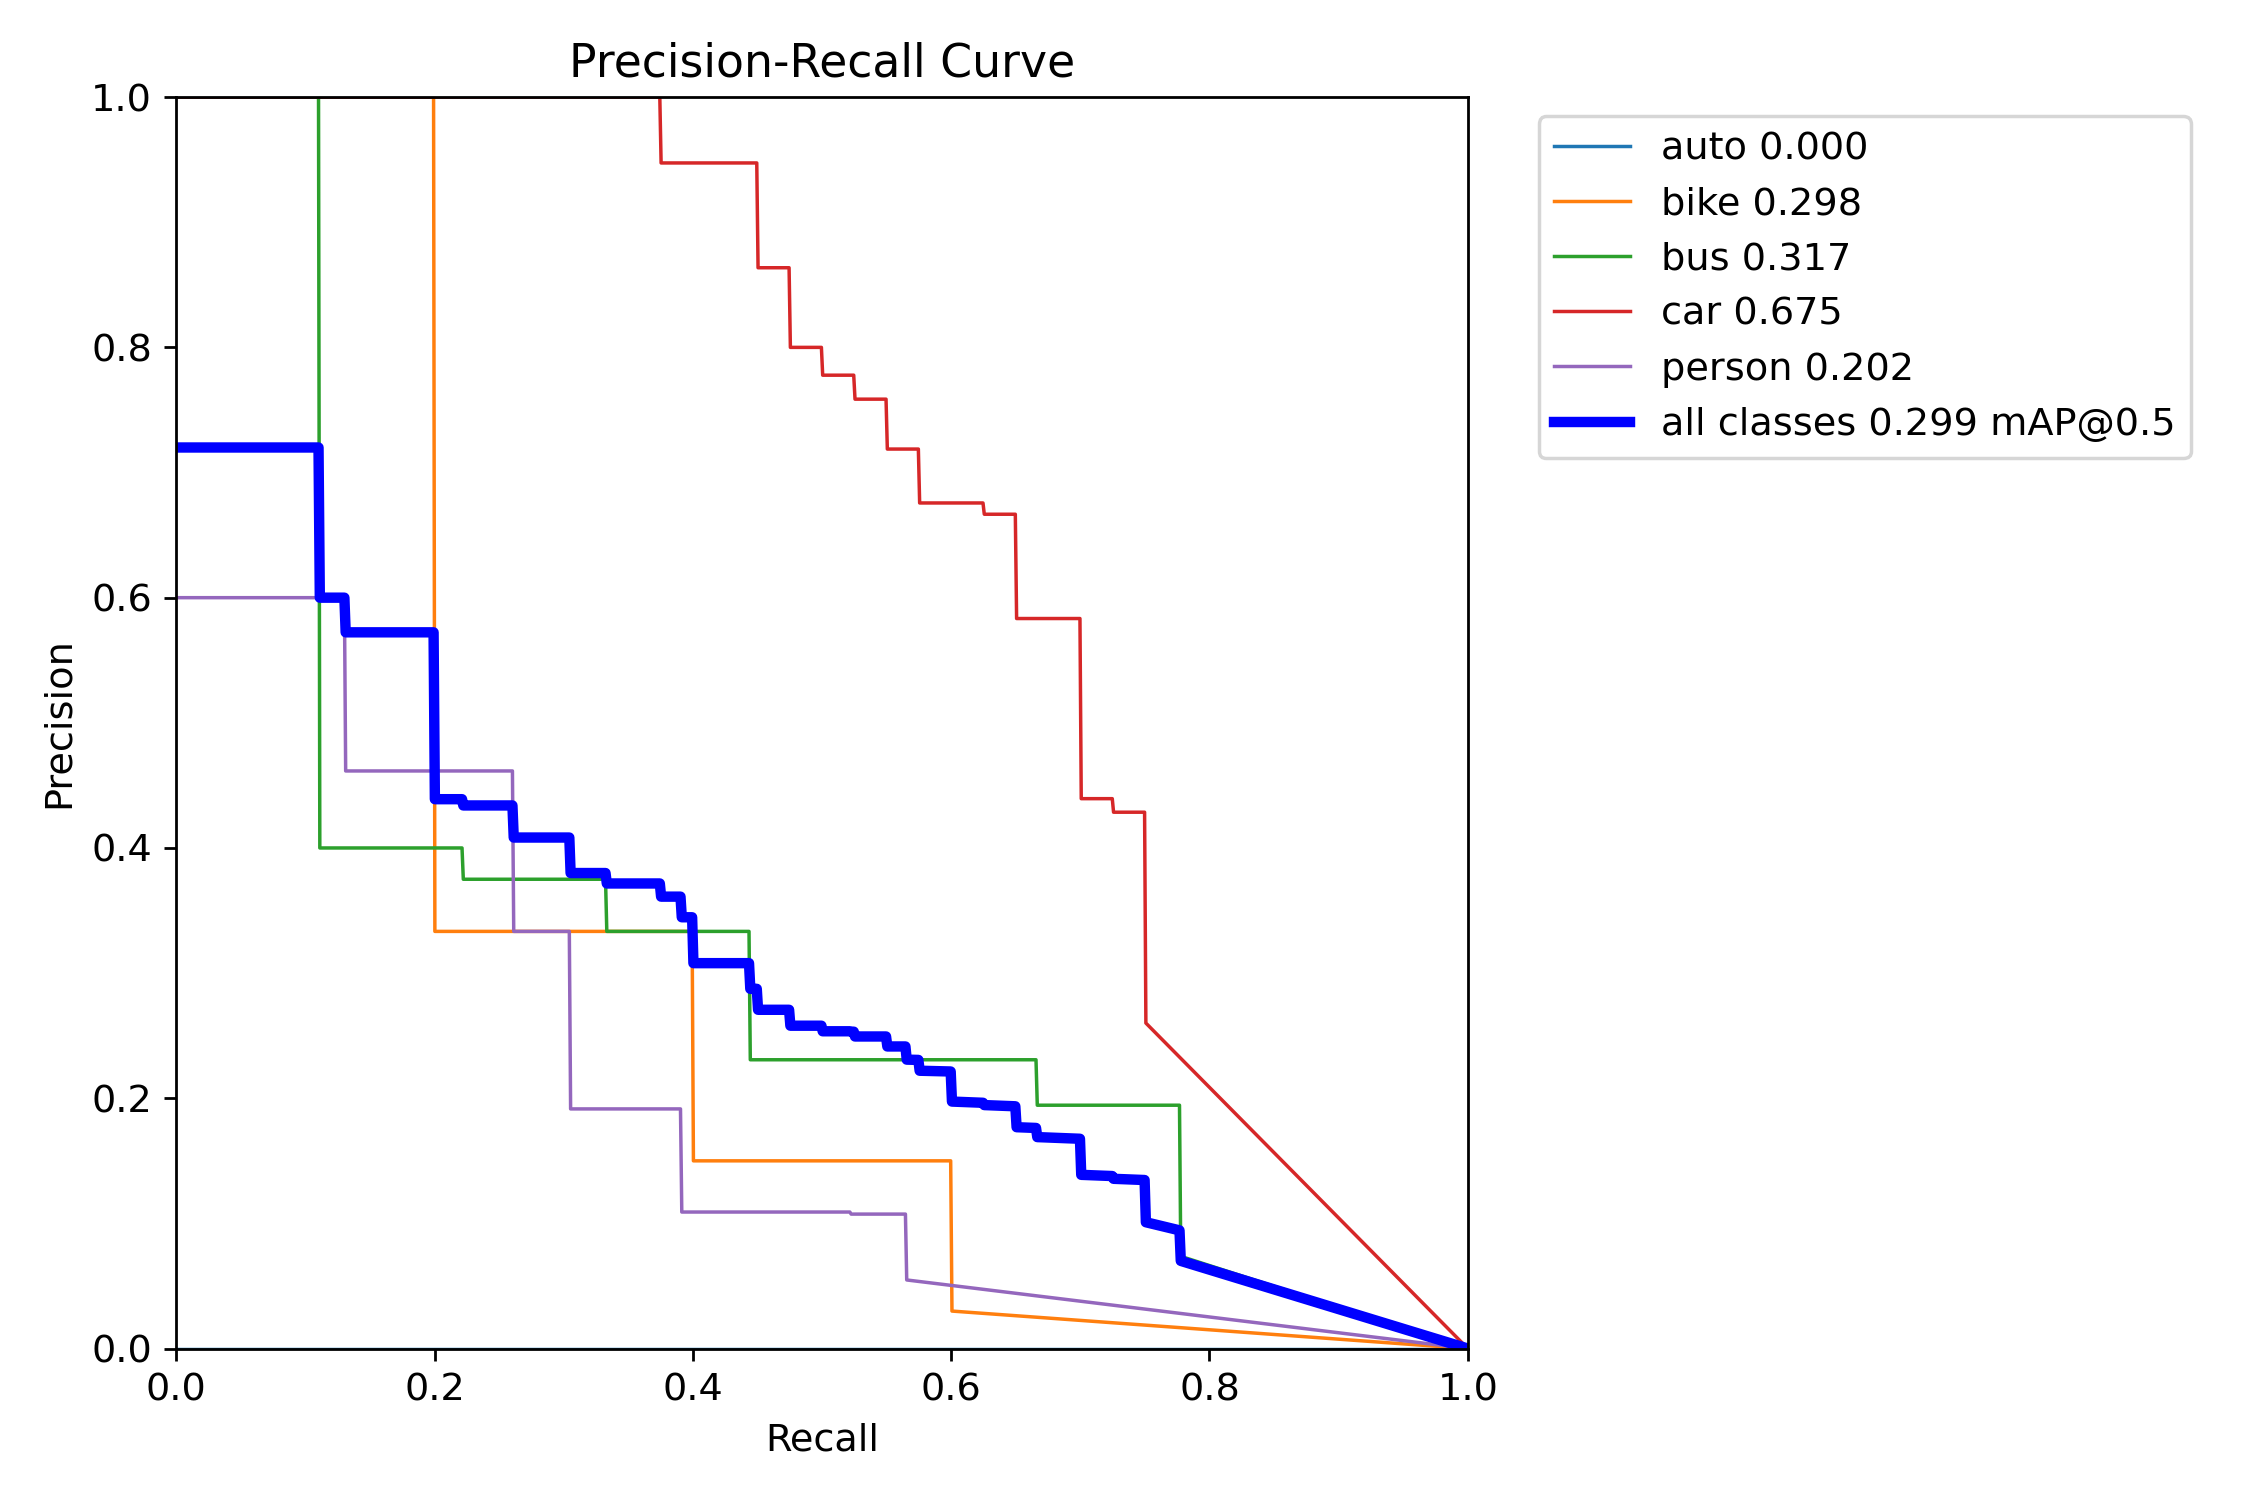 Precision-Recall Curve
1.0
0.8
0.6
0.4
0.2
0.0
Precision
0.0 0.2 0.4 0.6 0.8 1.0
Recall
auto 0.000
bike 0.298
bus 0.317
car 0.675
person 0.202
all classes 0.299 mAP@0.5